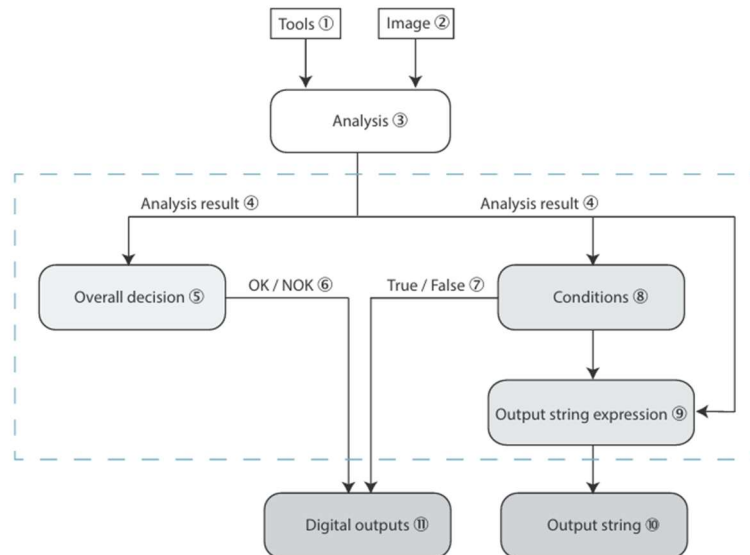 Tools ①
Image ②
Analysis ③
Analysis result ④
Analysis result ④
Overall decision ⑤
OK / NOK ⑥
True / False ⑦
Conditions ⑧
Output string expression ⑨
Digital outputs ⑪
Output string ⑩